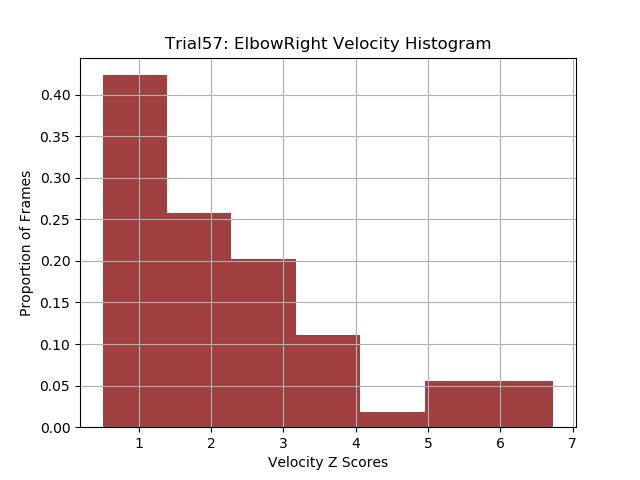 Trial57: ElbowRight Velocity Histogram
0.40
0.35
0.30
0.25
0.20
0.15
0.10
0.05
0.00
Proportion of Frames
1 2 3 4 5 6 7
Velocity Z Scores